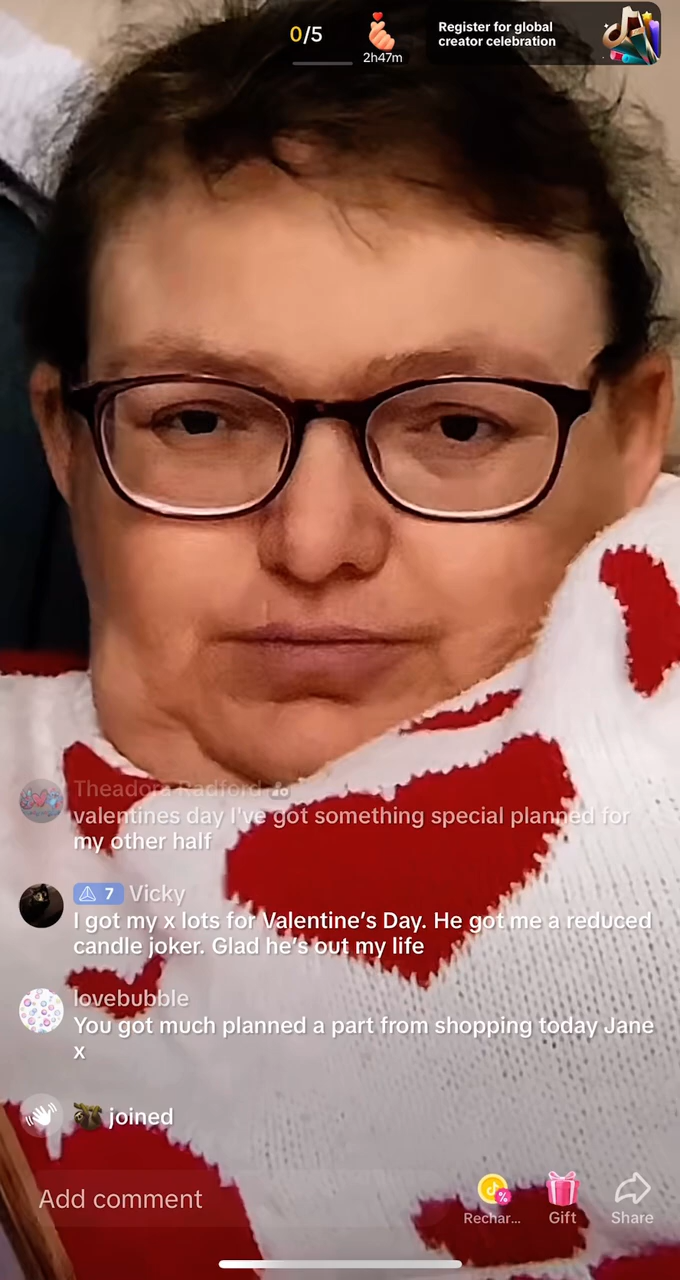 0/5
2h47m
Register for global
creator celebration
Theadora Radford
valentines day I've got something special planned for
my other half
7 Vicky
I got my x lots for Valentine's Day. He got me a reduced
candle joker. Glad he's out my life
lovebubble
You got much planned a part from shopping today Jane
x
joined
Add comment
Rechar...
Gift
Share